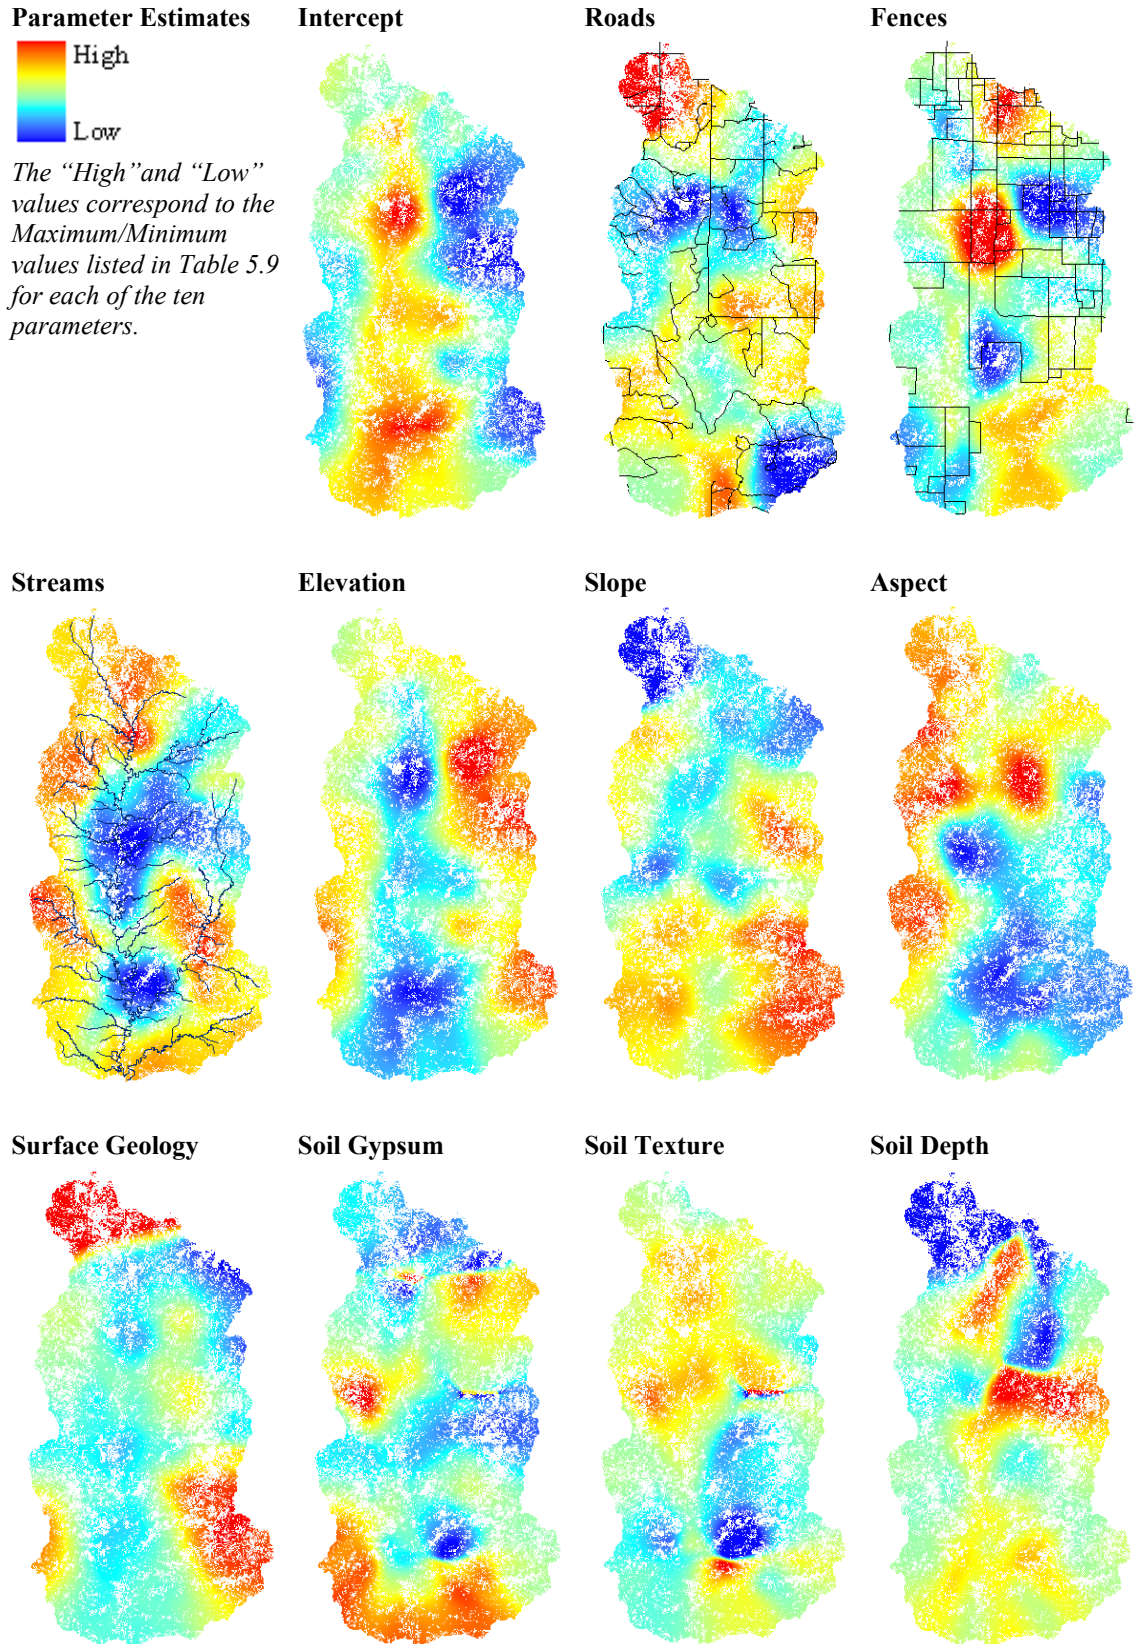 Parameter Estimates
Intercept
Roads
Fences
High
Low
The “High”and “Low”
values correspond to the
Maximum/Minimum
values listed in Table 5.9
for each of the ten
parameters.
Streams
Elevation
Slope
Aspect
Surface Geology
Soil Gypsum
Soil Texture
Soil Depth